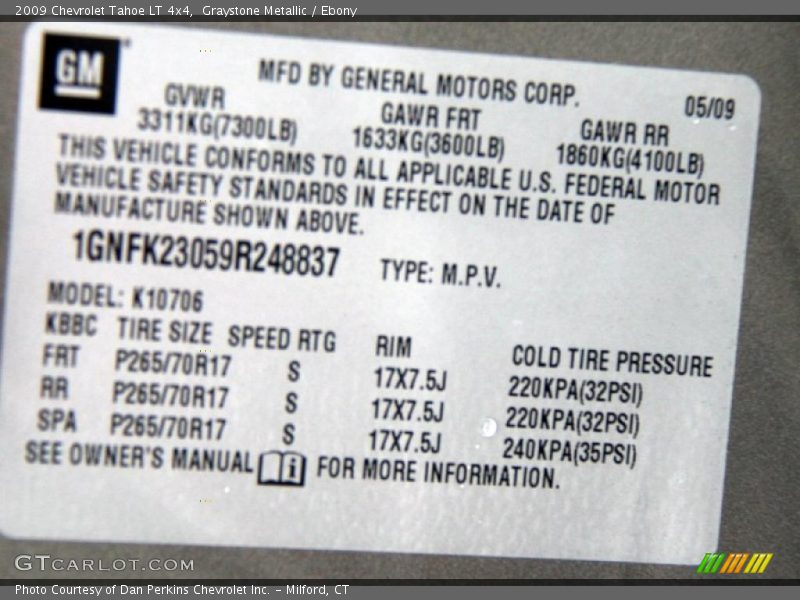 2009 Chevrolet Tahoe LT 4x4,  Graystone Metallic / Ebony
GM
MFD BY GENERAL MOTORS CORP.
05/09
GVWR GAWR FRT GAWR RR
3311KG(7300LB) 1633KG(3600LB) 1860KG(4100LB)
THIS VEHICLE CONFORMS TO ALL APPLICABLE U.S. FEDERAL MOTOR
VEHICLE SAFETY STANDARDS IN EFFECT ON THE DATE OF
MANUFACTURE SHOWN ABOVE.
1GNFK23059R248837 TYPE: M.P.V.
MODEL: K10706
KBBC TIRE SIZE SPEED RTG RIM COLD TIRE PRESSURE
FRT P265/70R17 S 17X7.5J 220KPA(32PSI)
RR P265/70R17 S 17X7.5J 220KPA(32PSI)
SPA P265/70R17 S 17X7.5J 240KPA(35PSI)
SEE OWNER'S MANUAL i FOR MORE INFORMATION.
GTCARLOT.COM
Photo Courtesy of Dan Perkins Chevrolet Inc. - Milford, CT